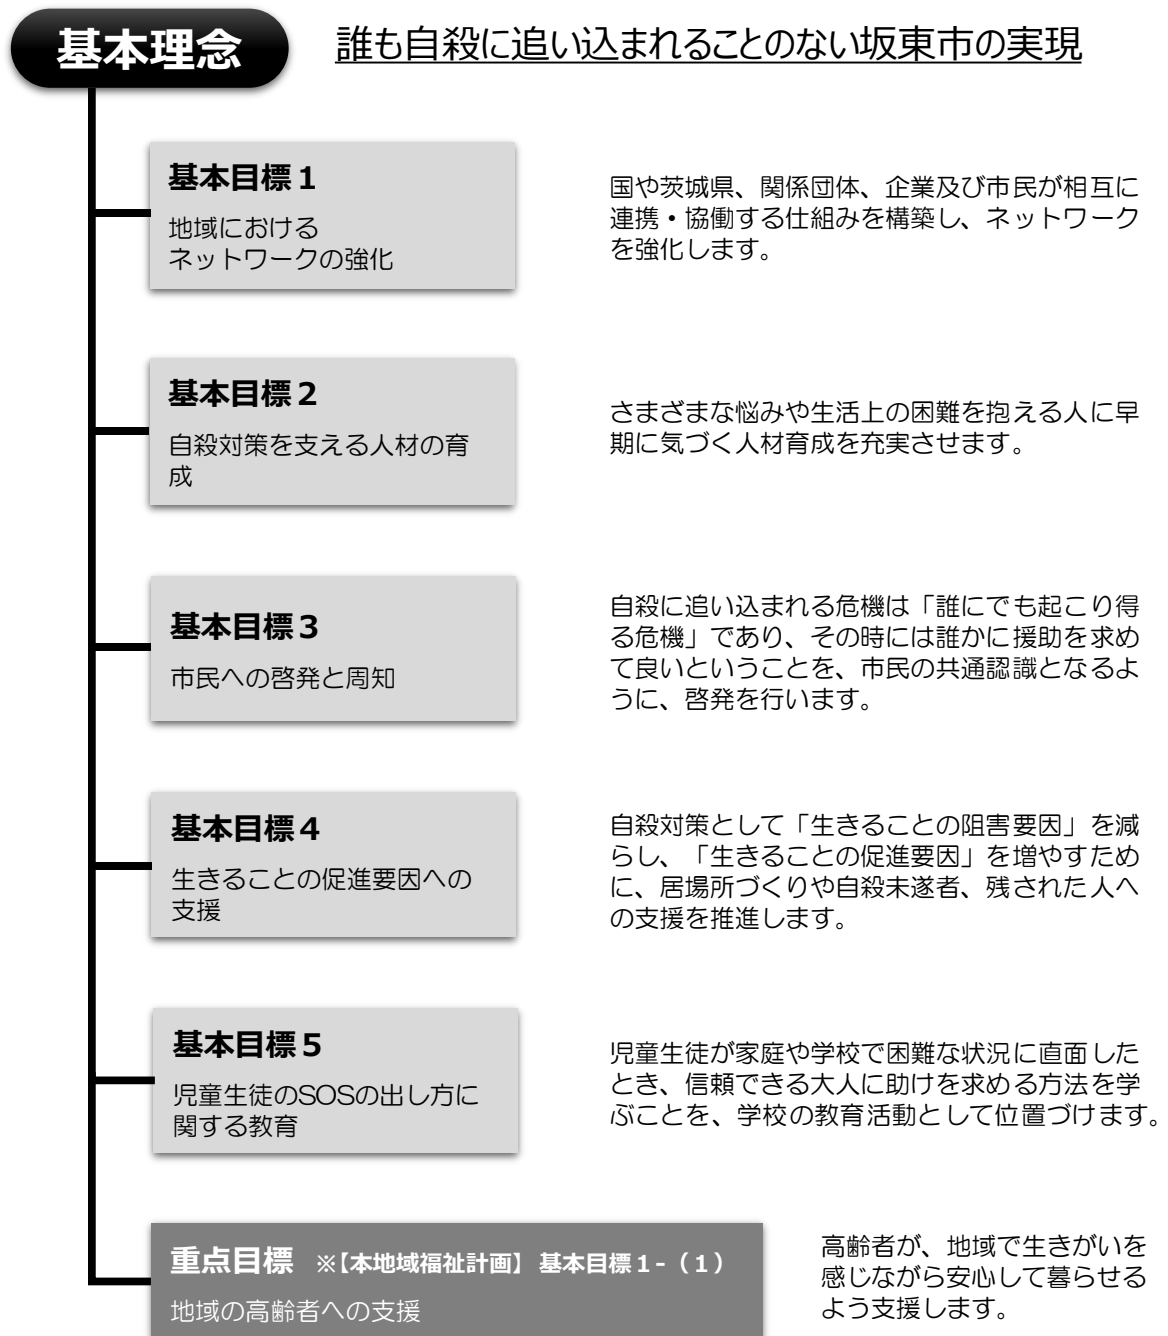 基本理念
誰も自殺に追い込まれることのない坂東市の実現
基本目標１
地域における
ネットワークの強化
国や茨城県、関係団体、企業及び市民が相互に
連携・協働する仕組みを構築し、ネットワーク
を強化します。
基本目標２
自殺対策を支える人材の育
成
さまざまな悩みや生活上の困難を抱える人に早
期に気づく人材育成を充実させます。
基本目標３
市民への啓発と周知
自殺に追い込まれる危機は「誰にでも起こり得
る危機」であり、その時には誰かに援助を求め
て良いということを、市民の共通認識となるよ
うに、啓発を行います。
基本目標４
生きることの促進要因への
支援
自殺対策として「生きることの阻害要因」を減
らし、「生きることの促進要因」を増やすため
に、居場所づくりや自殺未遂者、残された人へ
の支援を推進します。
基本目標５
児童生徒のSOSの出し方に
関する教育
児童生徒が家庭や学校で困難な状況に直面した
とき、信頼できる大人に助けを求める方法を学
ぶことを、学校の教育活動として位置づけます。
重点目標 ※【本地域福祉計画】基本目標１-（１）
地域の高齢者への支援
高齢者が、地域で生きがいを
感じながら安心して暮らせる
よう支援します。